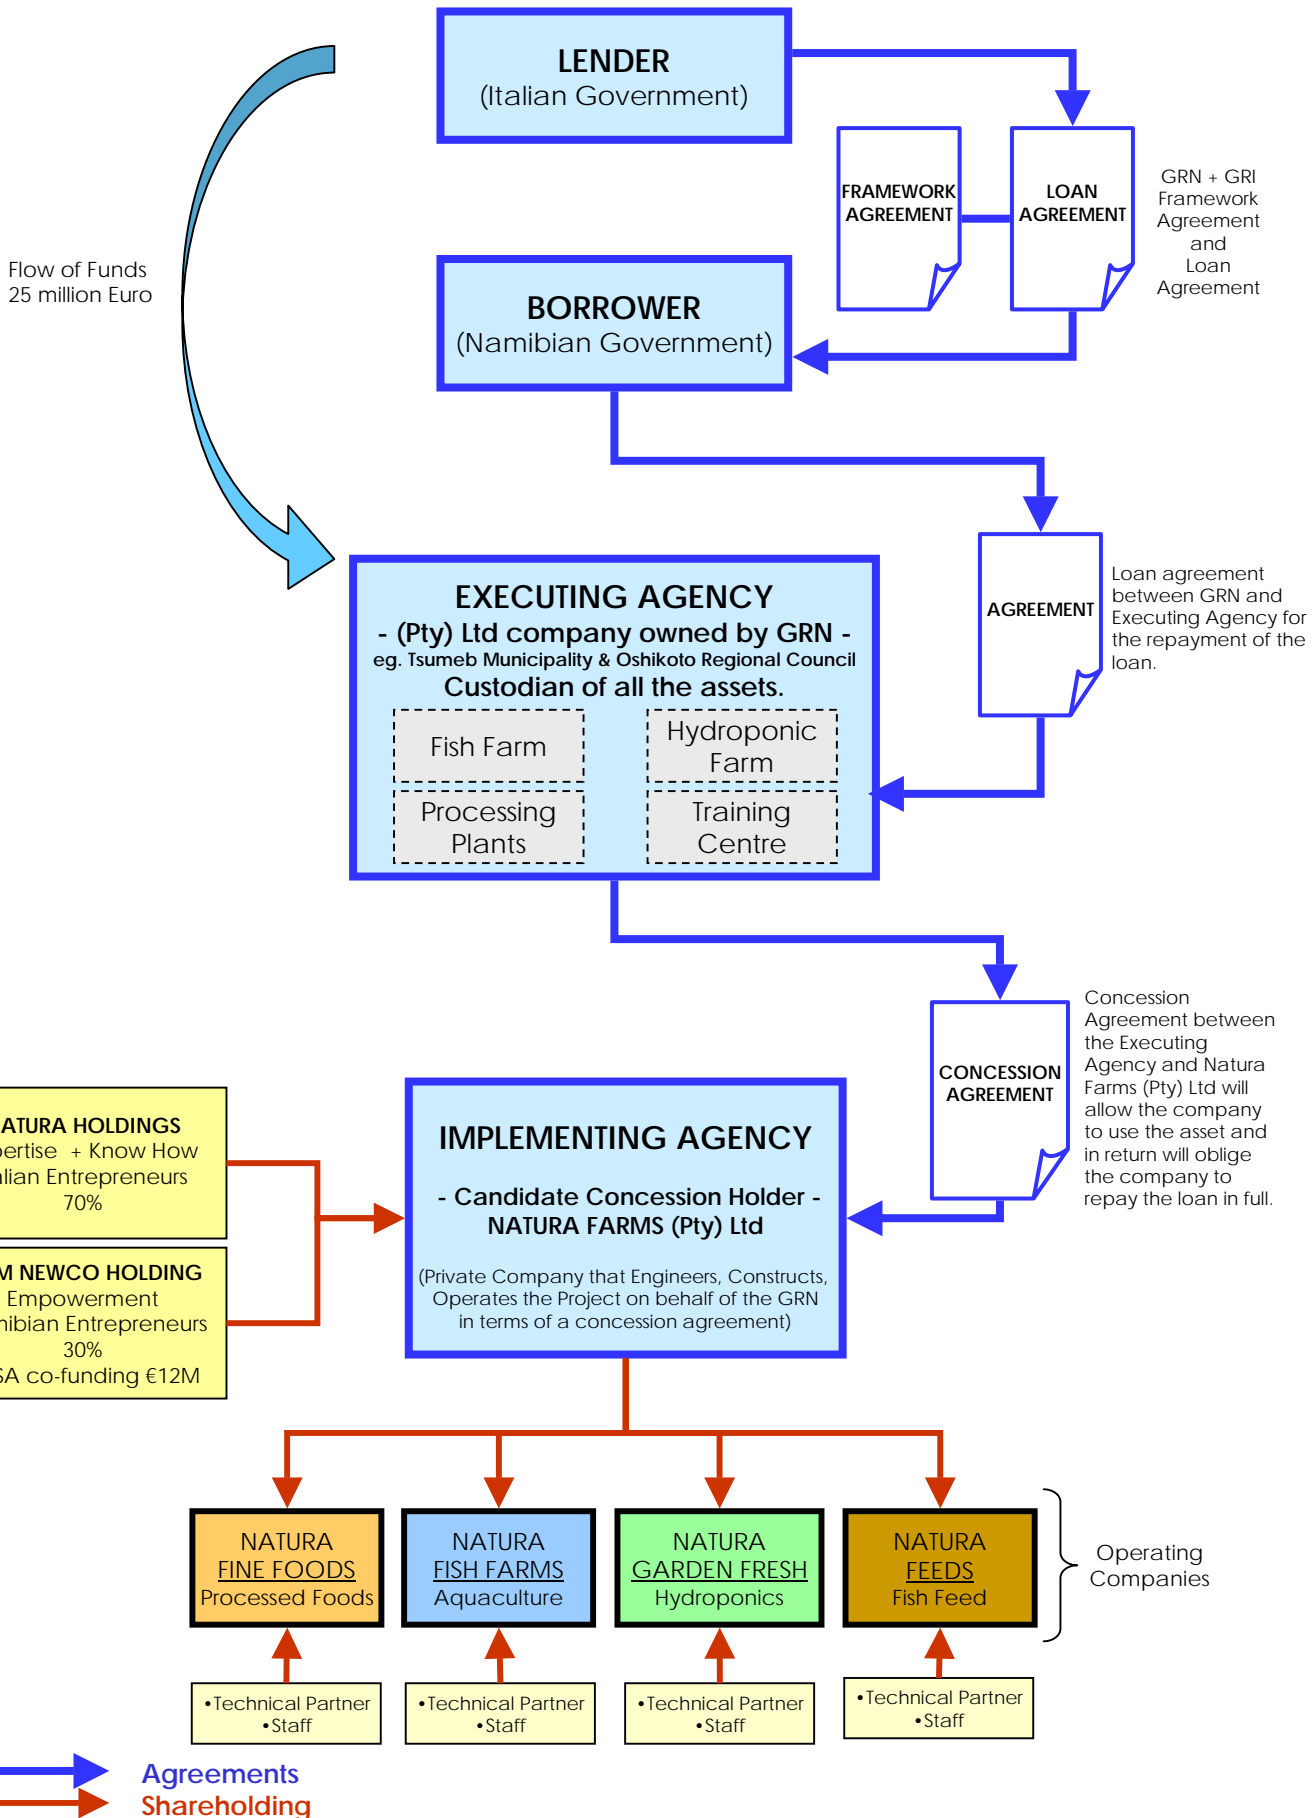 LENDER
(Italian Government)
FRAMEWORK
AGREEMENT
LOAN
AGREEMENT
GRN + GRI
Framework
Agreement
and
Loan
Agreement
Flow of Funds
25 million Euro
BORROWER
(Namibian Government)
AGREEMENT
Loan agreement
between GRN and
Executing Agency for
the repayment of the
loan.
EXECUTING AGENCY
- (Pty) Ltd company owned by GRN -
eg. Tsumeb Municipality & Oshikoto Regional Council
Custodian of all the assets.
Fish Farm
Hydroponic
Farm
Processing
Plants
Training
Centre
CONCESSION
AGREEMENT
Concession
Agreement between
the Executing
Agency and Natura
Farms (Pty) Ltd will
allow the company
to use the asset and
in return will oblige
the company to
repay the loan in full.
ATURA HOLDINGS
pertise + Know How
alian Entrepreneurs
70%
M NEWCO HOLDING
Empowerment
nibian Entrepreneurs
30%
SA co-funding €12M
IMPLEMENTING AGENCY
- Candidate Concession Holder -
NATURA FARMS (Pty) Ltd
(Private Company that Engineers, Constructs,
Operates the Project on behalf of the GRN
in terms of a concession agreement)
NATURA
FINE FOODS
Processed Foods
NATURA
FISH FARMS
Aquaculture
NATURA
GARDEN FRESH
Hydroponics
NATURA
FEEDS
Fish Feed
Operating
Companies
•Technical Partner
•Staff
•Technical Partner
•Staff
•Technical Partner
•Staff
•Technical Partner
•Staff
Agreements
Shareholding